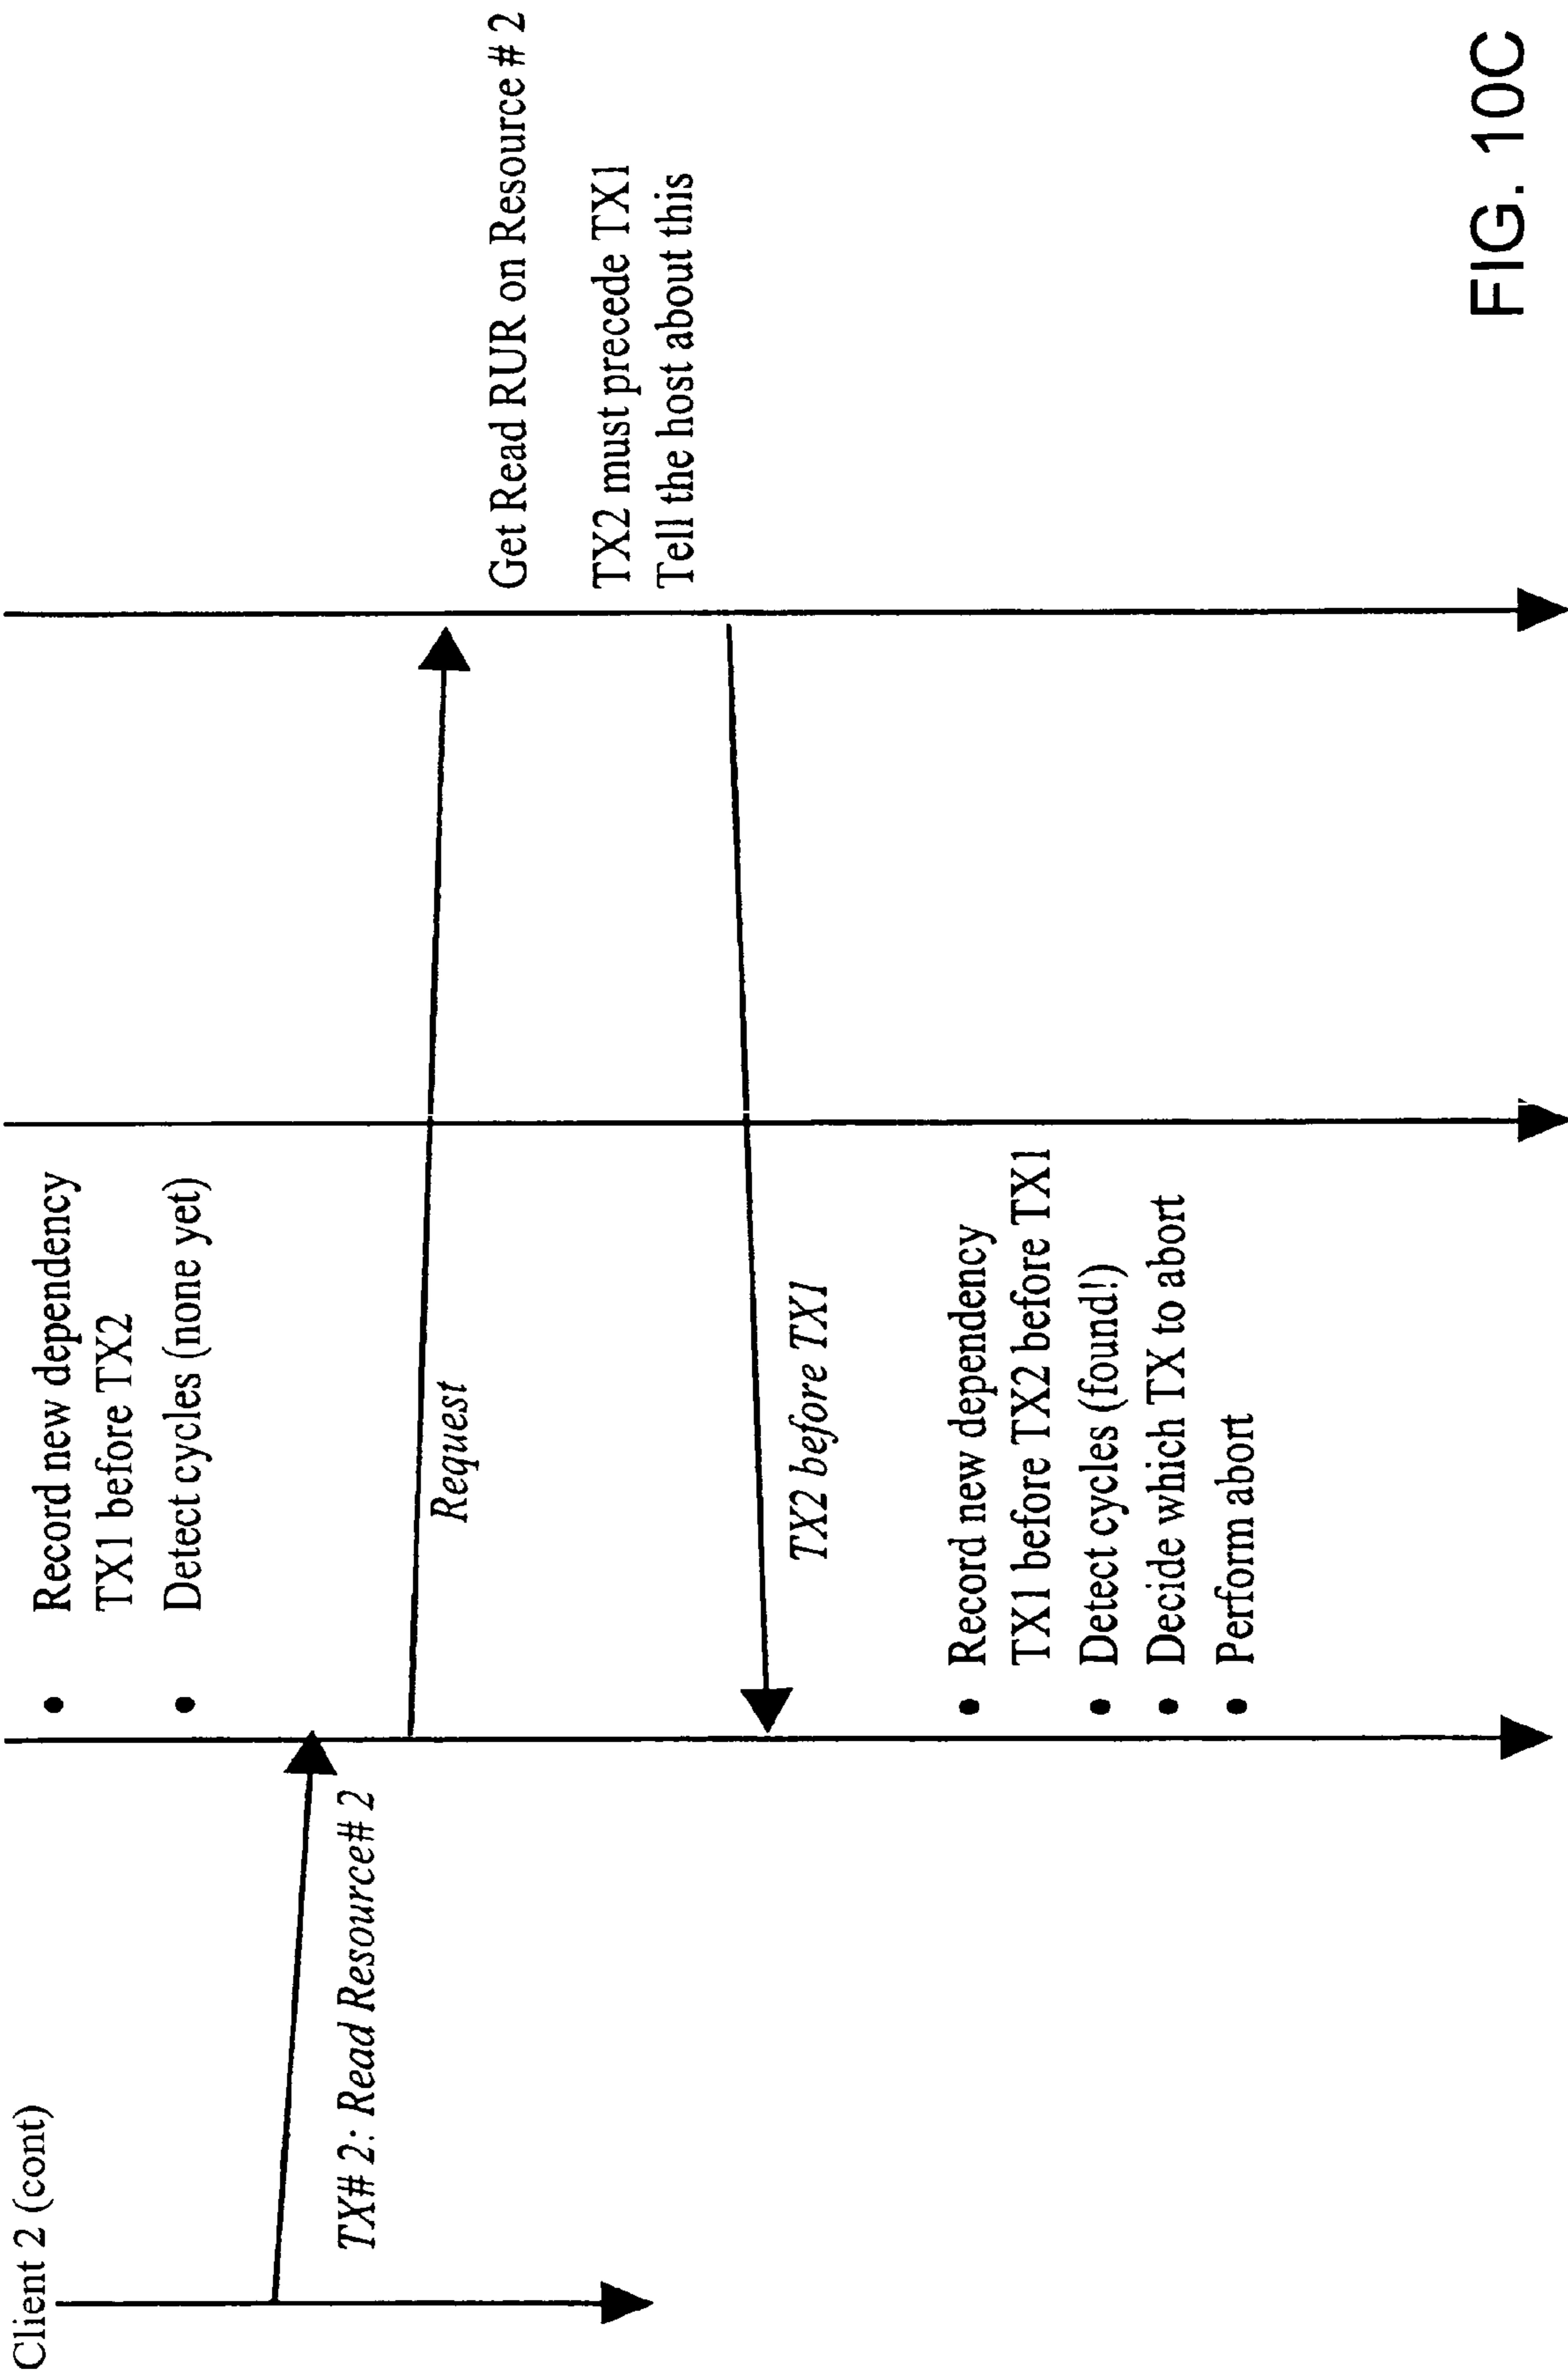 Client 2 (cont)
• Record new dependency
TX1 before TX2
• Detect cycles (none yet)
TX# 2: Read Resource# 2
Request
Get Read RUR on Resource # 2
TX2 must precede TX1
Tell the host about this
TX2 before TX1
• Record new dependency
TX1 before TX2 before TX1
• Detect cycles (found!)
• Decide which TX to abort
• Perform abort
FIG. 10C